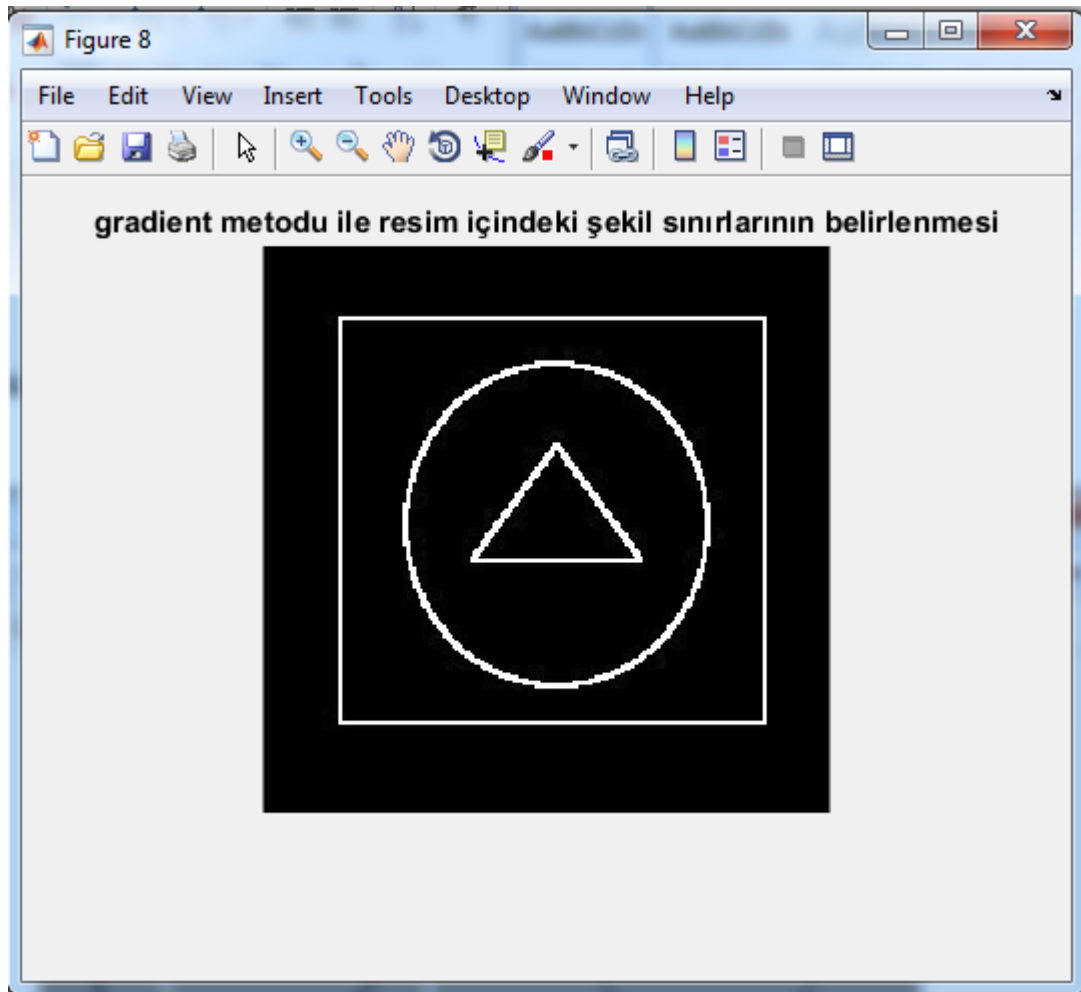 Figure 8
File Edit View Insert Tools Desktop Window Help
gradient metodu ile resim içindeki şekil sınırlarının belirlenmesi